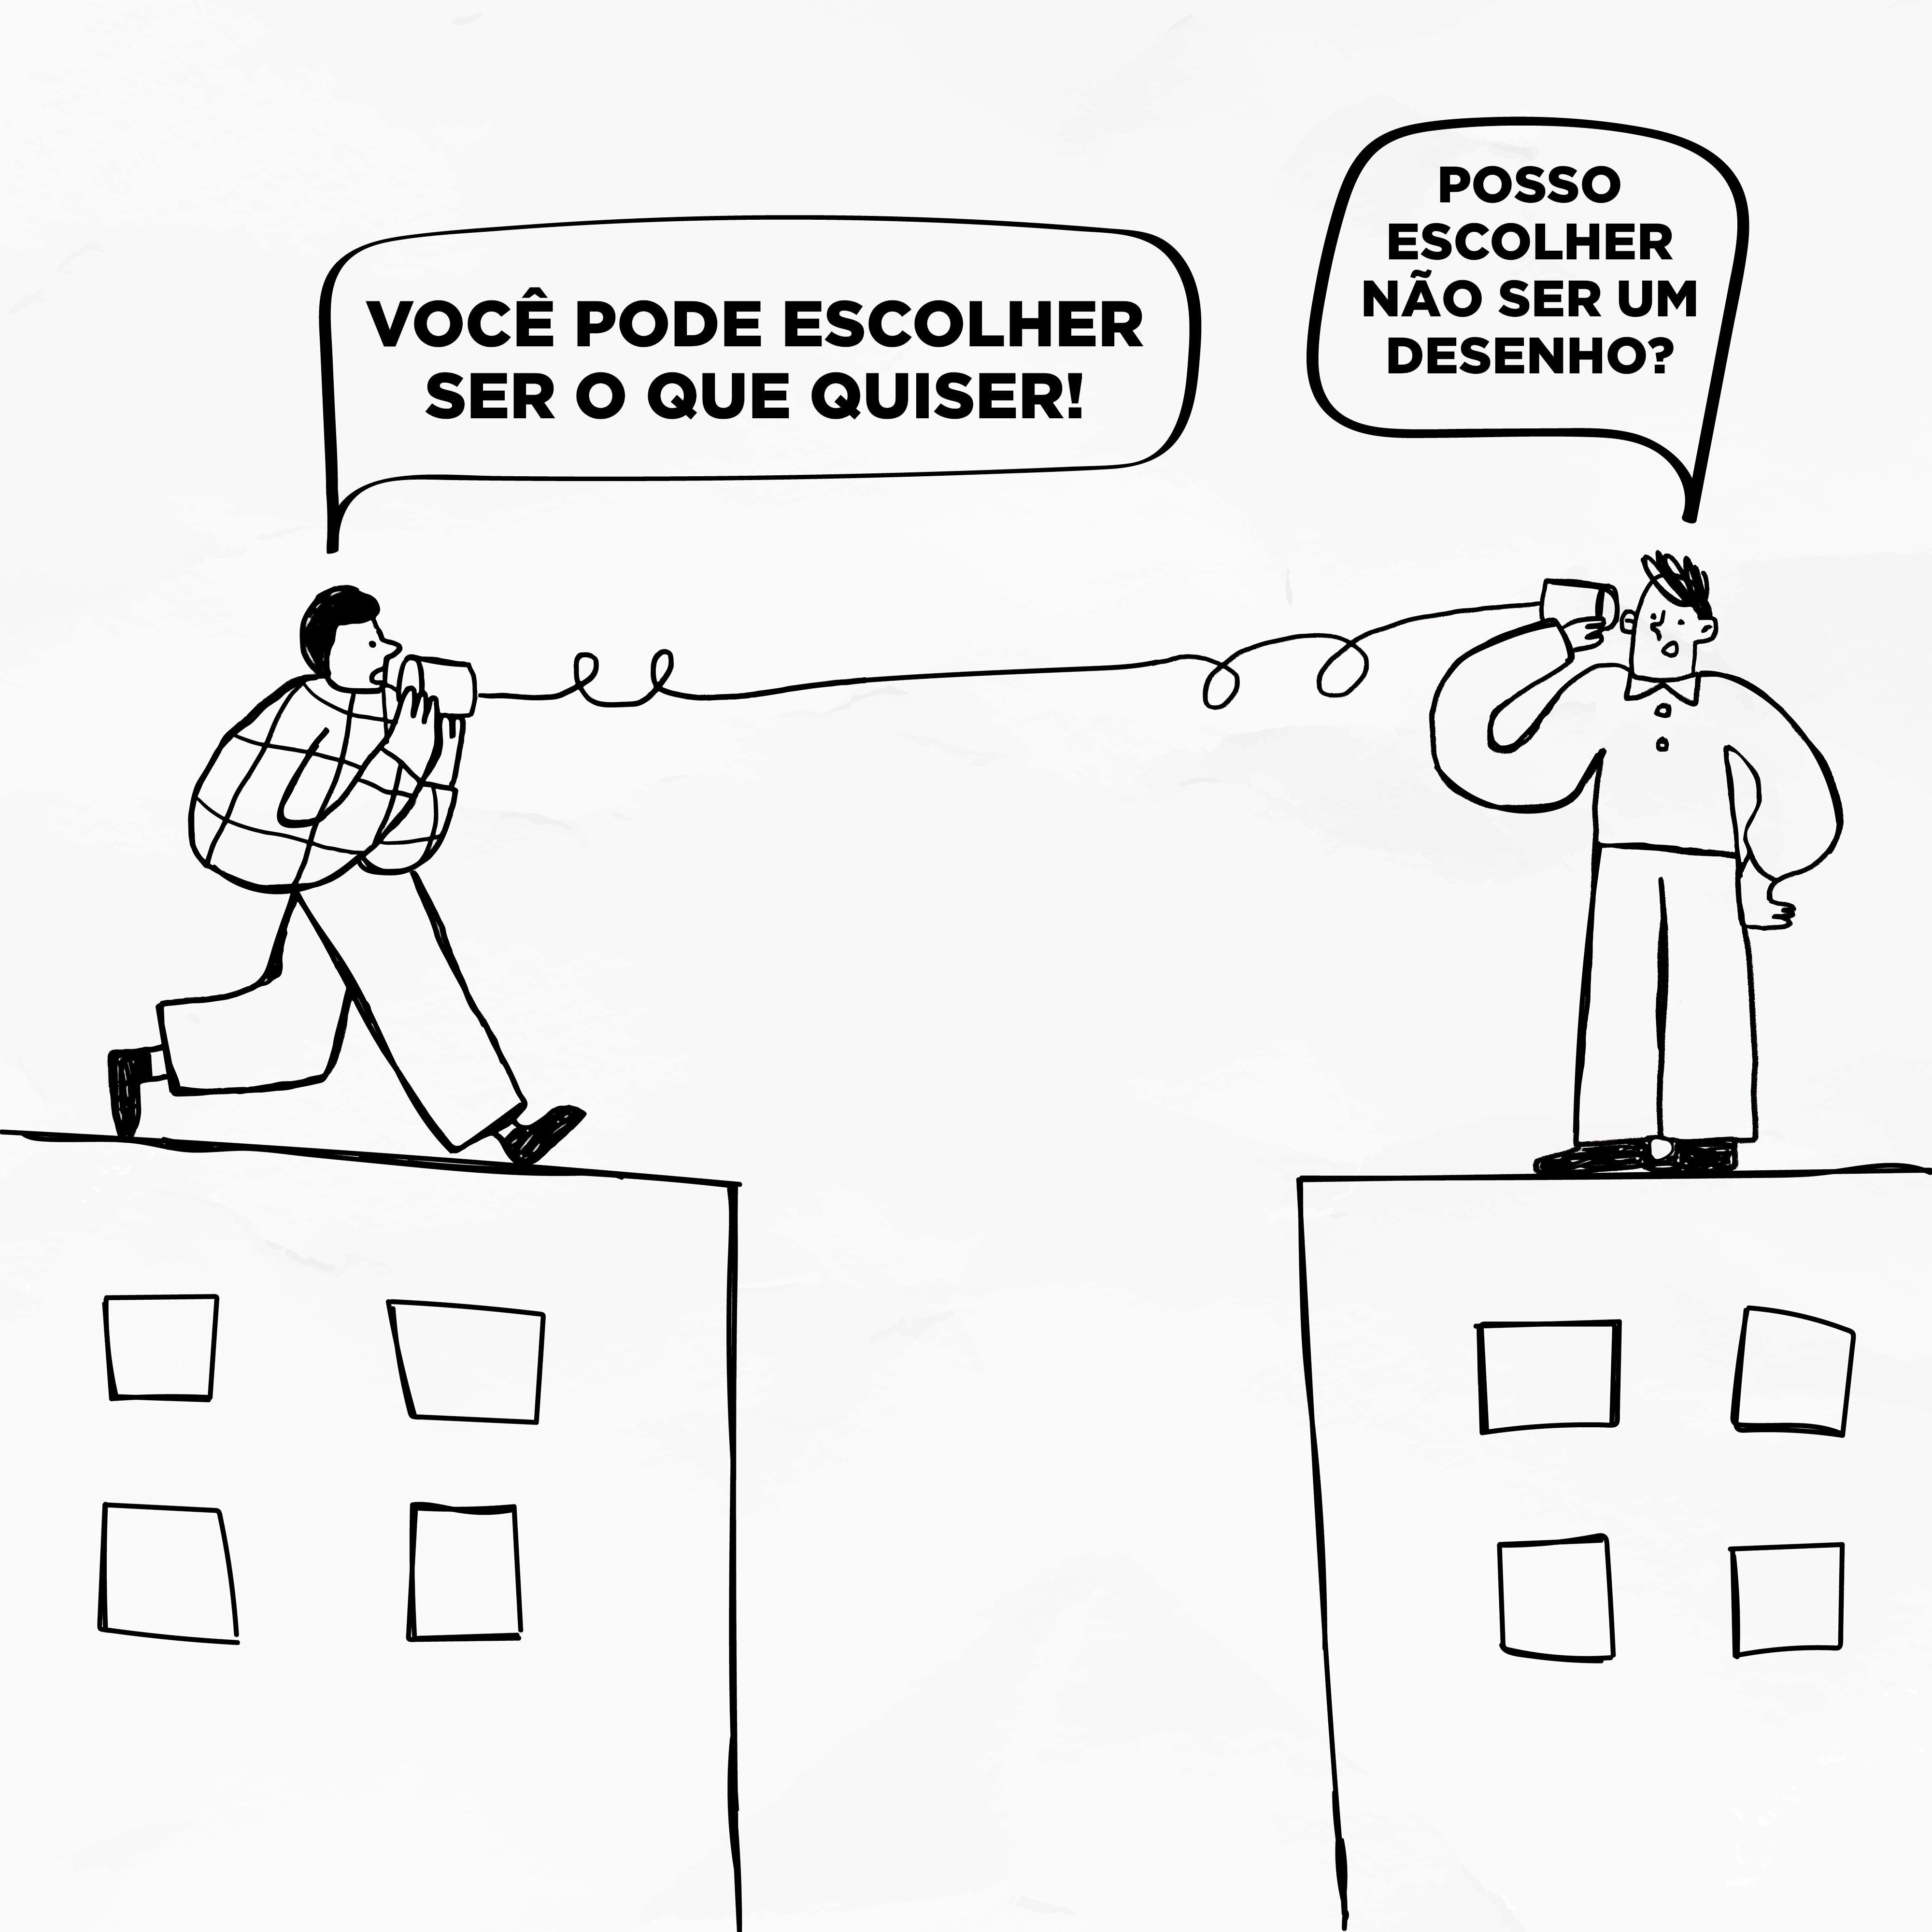 VOCÊ PODE ESCOLHER
SER O QUE QUISER!
POSSO
ESCOLHER
NÃO SER UM
DESENHO?